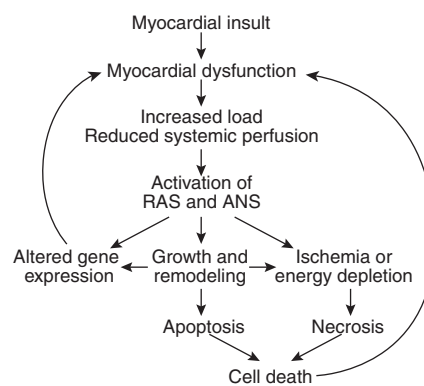 Myocardial insult
Myocardial dysfunction
Increased load
Reduced systemic perfusion
Activation of
RAS and ANS
Altered gene
expression
Growth and
remodeling
Ischemia or
energy depletion
Apoptosis
Necrosis
Cell death